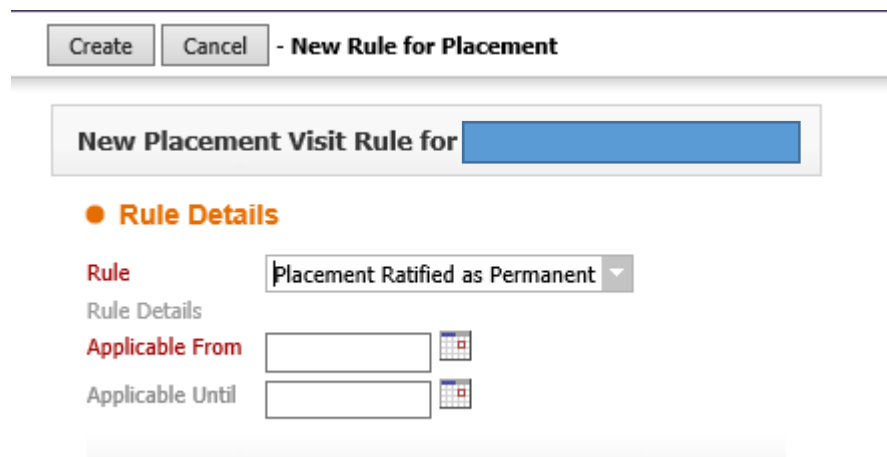 Create Cancel - New Rule for Placement
New Placement Visit Rule for
Rule Details
Rule Placement Ratified as Permanent
Rule Details
Applicable From
Applicable Until